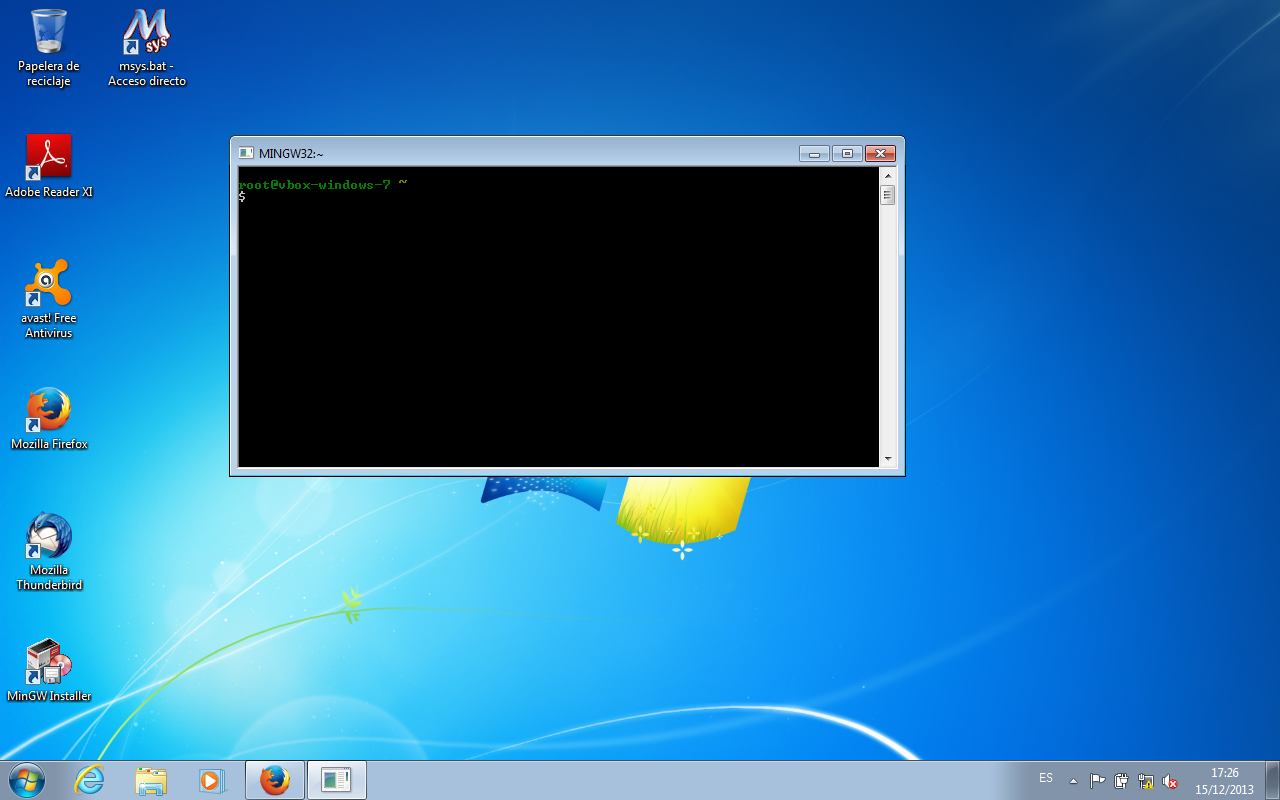 Papelera de
reciclaje
Msys
msys.bat -
Acceso directo
Adobe Reader XI
avast! Free
Antivirus
Mozilla Firefox
Mozilla
Thunderbird
MinGW Installer
MINGW32:~
root@vbox-windows-7 ~
$
ES
17:26
15/12/2013